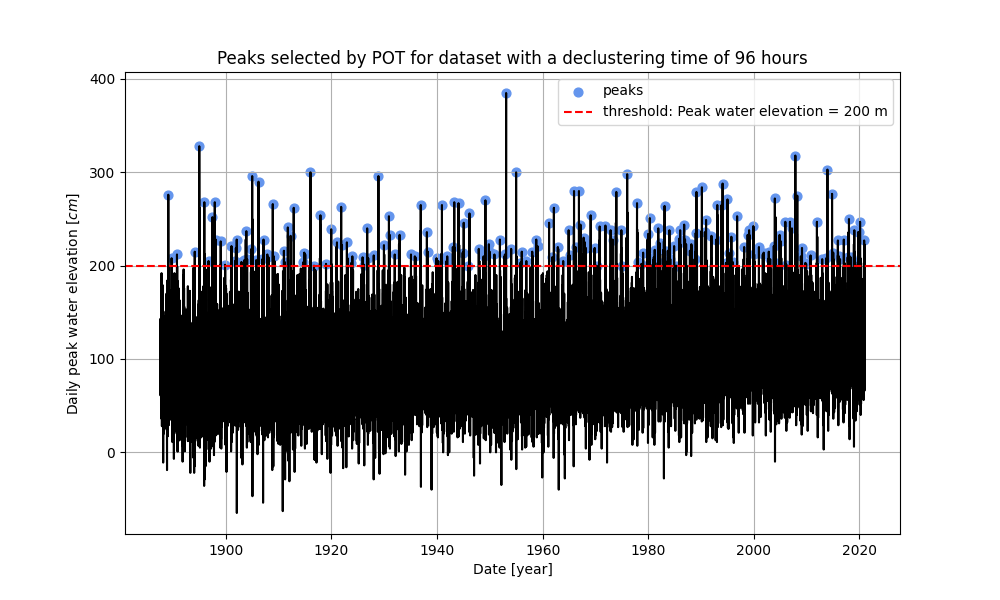 Peaks selected by POT for dataset with a declustering time of 96 hours
peaks
threshold: Peak water elevation = 200 m
Daily peak water elevation [cm]
400
300
200
100
0
1900
1920
1940
1960
1980
2000
2020
Date [year]